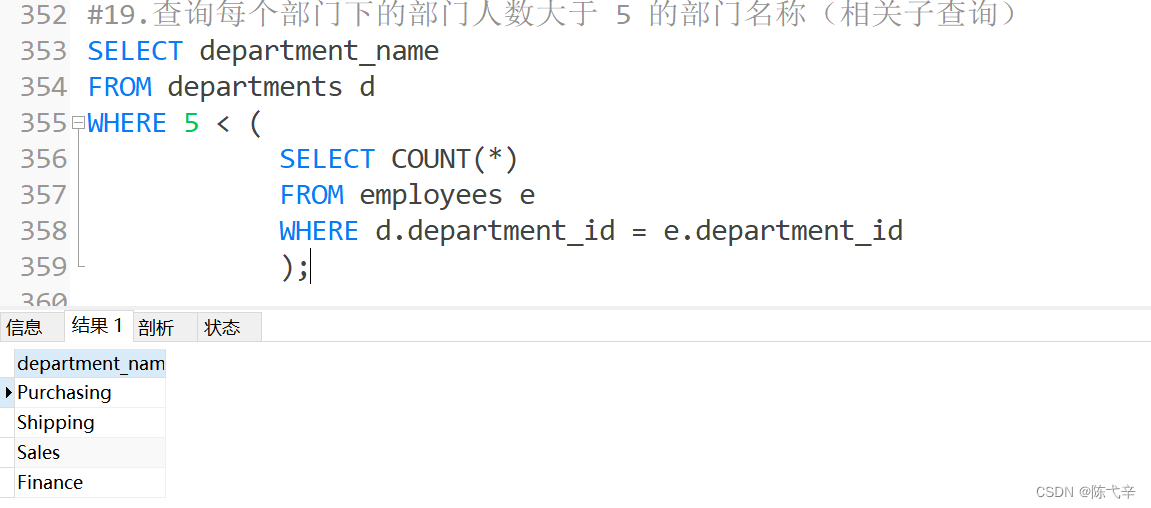 352 #19.查询每个部门下的部门人数大于 5 的部门名称（相关子查询）
353 SELECT department_name
354 FROM departments d
355 WHERE 5 < (
356 SELECT COUNT(*)
357 FROM employees e
358 WHERE d.department_id = e.department_id
359 );
360
信息 结果 1 剖析 状态
department_nam
Purchasing
Shipping
Sales
Finance
CSDN @陈弋辛